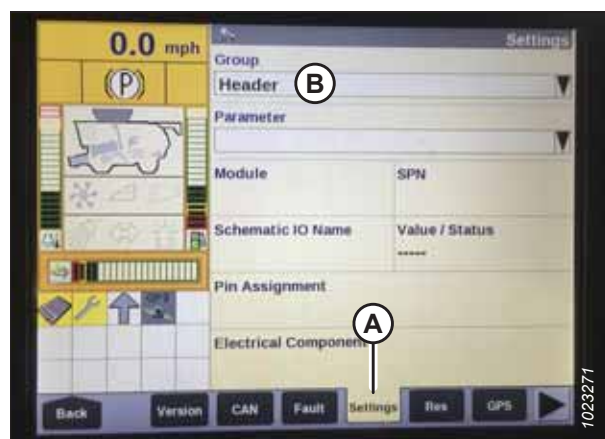 0.0 mph
(P)
Settings
Group
Header
B
Parameter
Module
SPN
Schematic IO Name
Value / Status
-----
Pin Assignment
A
Electrical Component
Back
Version
CAN
Fault
Settings
Res
GPS
1023271